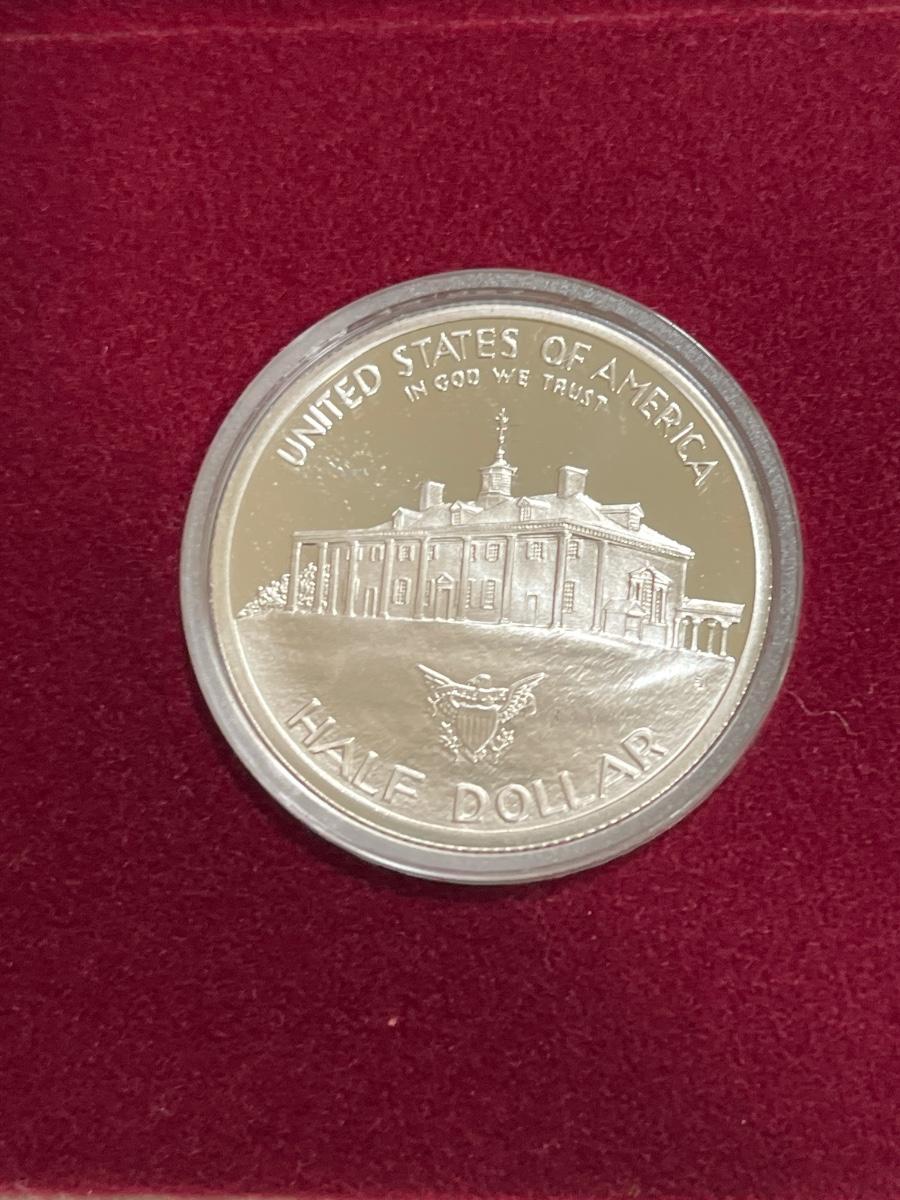 UNITED STATES OF AMERICA
IN GOD WE TRUST
HALF DOLLAR